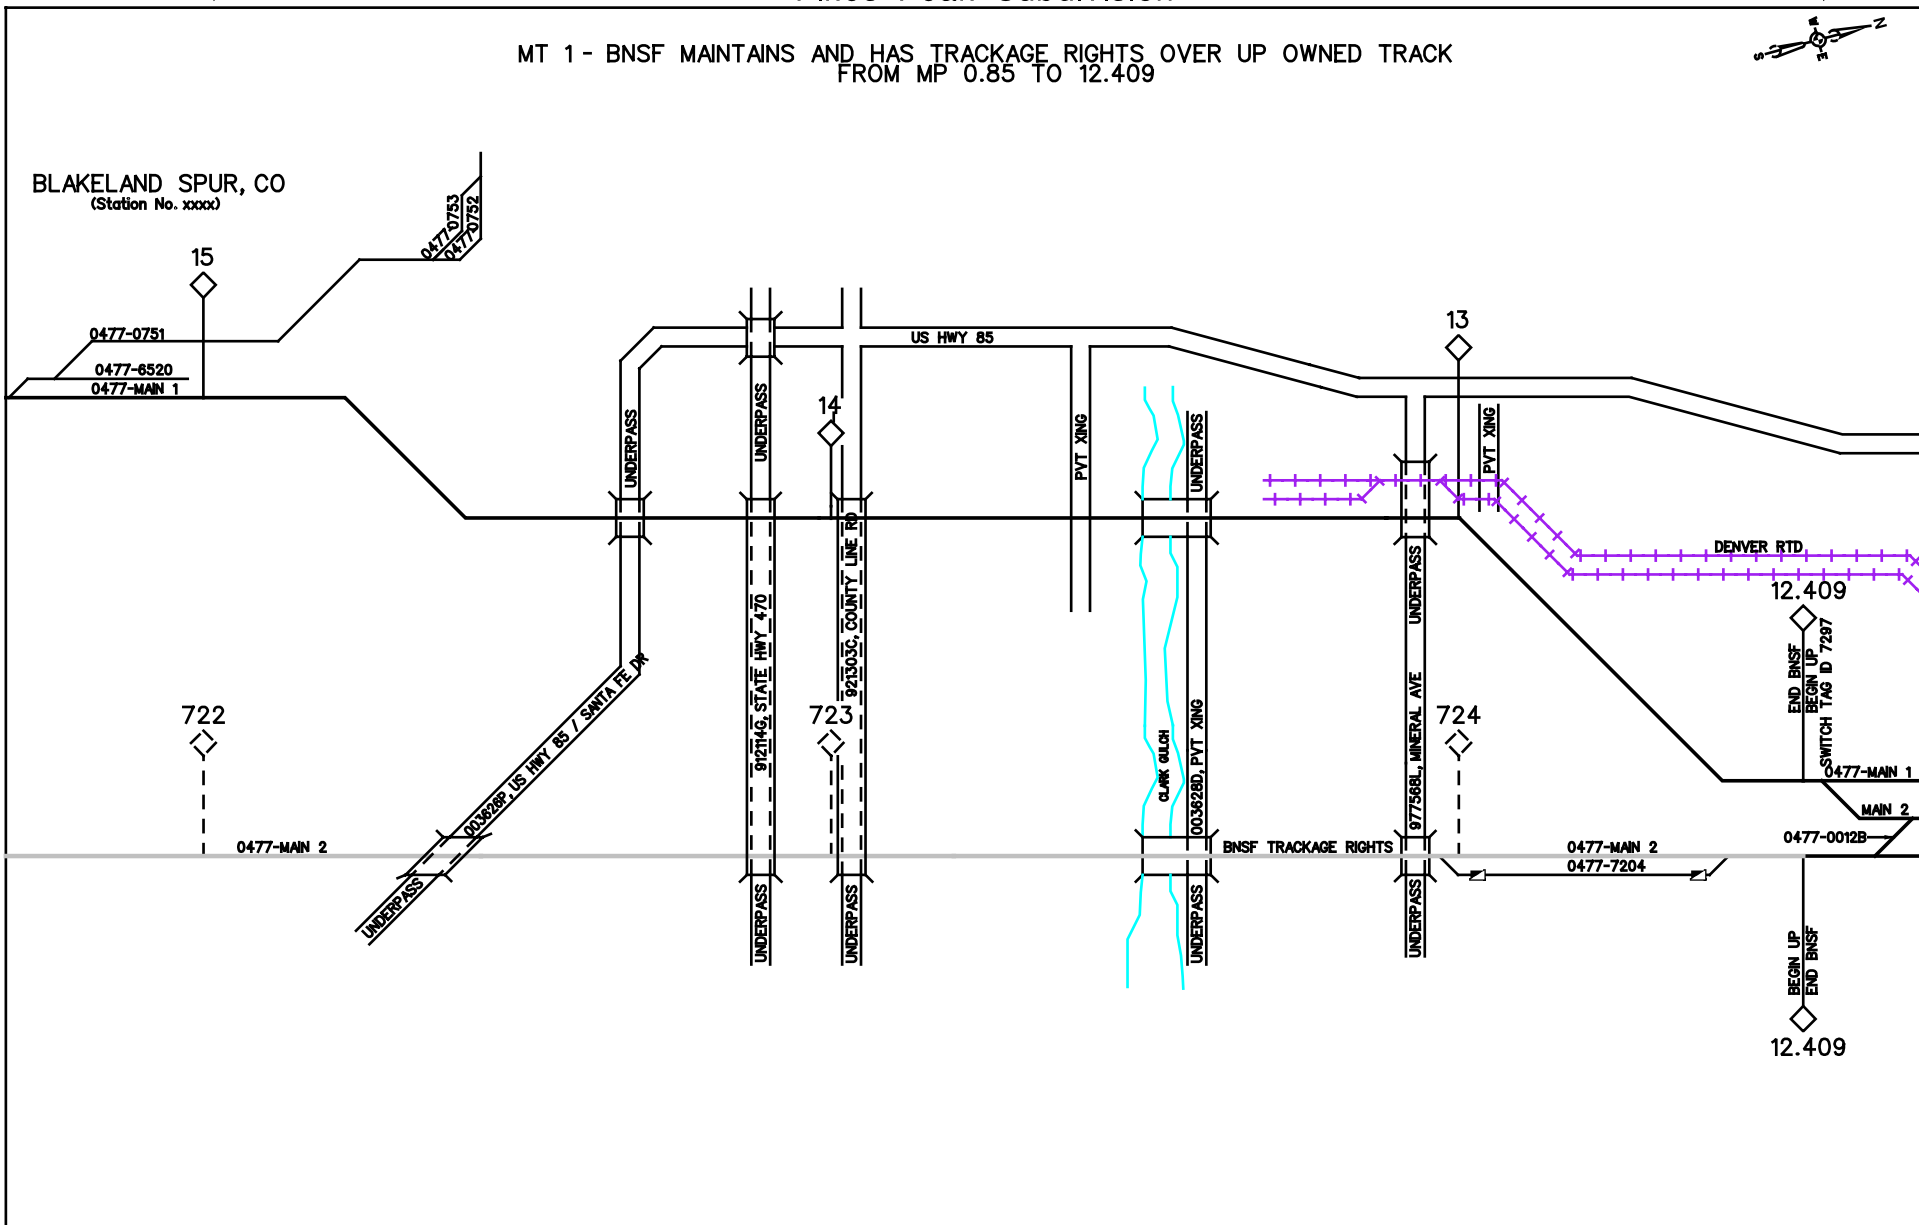 MT 1 - BNSF MAINTAINS AND HAS TRACKAGE RIGHTS OVER UP OWNED TRACK
FROM MP 0.85 TO 12.409
N
S
E
BLAKELAND SPUR, CO
(Station No. xxxx)
0477-0753
0477-0752
15
0477-0751
0477-6520
0477-MAIN 1
US HWY 85
13
14
UNDERPASS
UNDERPASS
PVT XING
UNDERPASS
PVT XING
DENVER RTD
12.409
END BNSF
BEGIN UP
SWITCH TAG ID 7297
UNDERPASS
912114G, STATE HWY 470
921303C, COUNTY LINE RD
003626P, US HWY 85 / SANTA FE DR
CLARK GULCH
003628D, PVT XING
977568L, MINERAL AVE
722
723
724
0477-MAIN 1
MAIN 2
0477-0012B
0477-MAIN 2
BNSF TRACKAGE RIGHTS
0477-MAIN 2
0477-7204
UNDERPASS
UNDERPASS
UNDERPASS
UNDERPASS
UNDERPASS
BEGIN UP
END BNSF
12.409